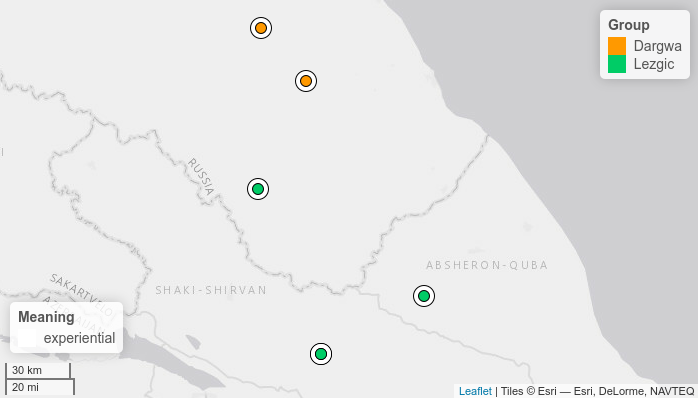 Group
Dargwa
Lezgic
RUSSIA
ABSHERON-QUBA
SHAKI-SHIRVAN
Meaning
experiential
30 km
20 mi
Leaflet | Tiles © Esri — Esri, DeLorme, NAVTEQ